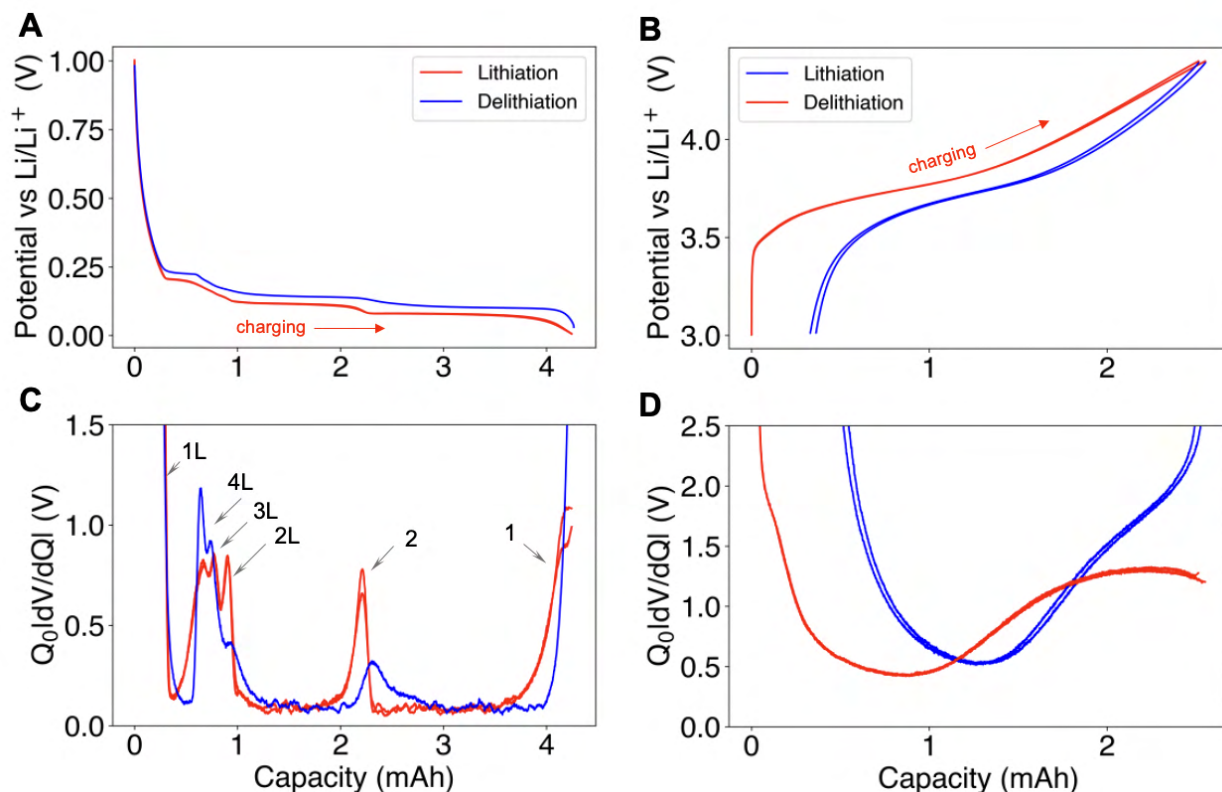 A
Potential vs Li/Li⁺ (V)
1.00
0.75
0.50
0.25
0.00
Lithiation
Delithiation
charging
0
1
2
3
4
B
Potential vs Li/Li⁺ (V)
4.0
3.5
3.0
Lithiation
Delithiation
charging
0
1
2
C
Q₀|dV/dQ| (V)
1.5
1.0
0.5
0.0
1L
4L
3L
2L
2
1
0
1
2
3
4
Capacity (mAh)
D
Q₀|dV/dQ| (V)
2.5
2.0
1.5
1.0
0.5
0.0
0
1
2
Capacity (mAh)